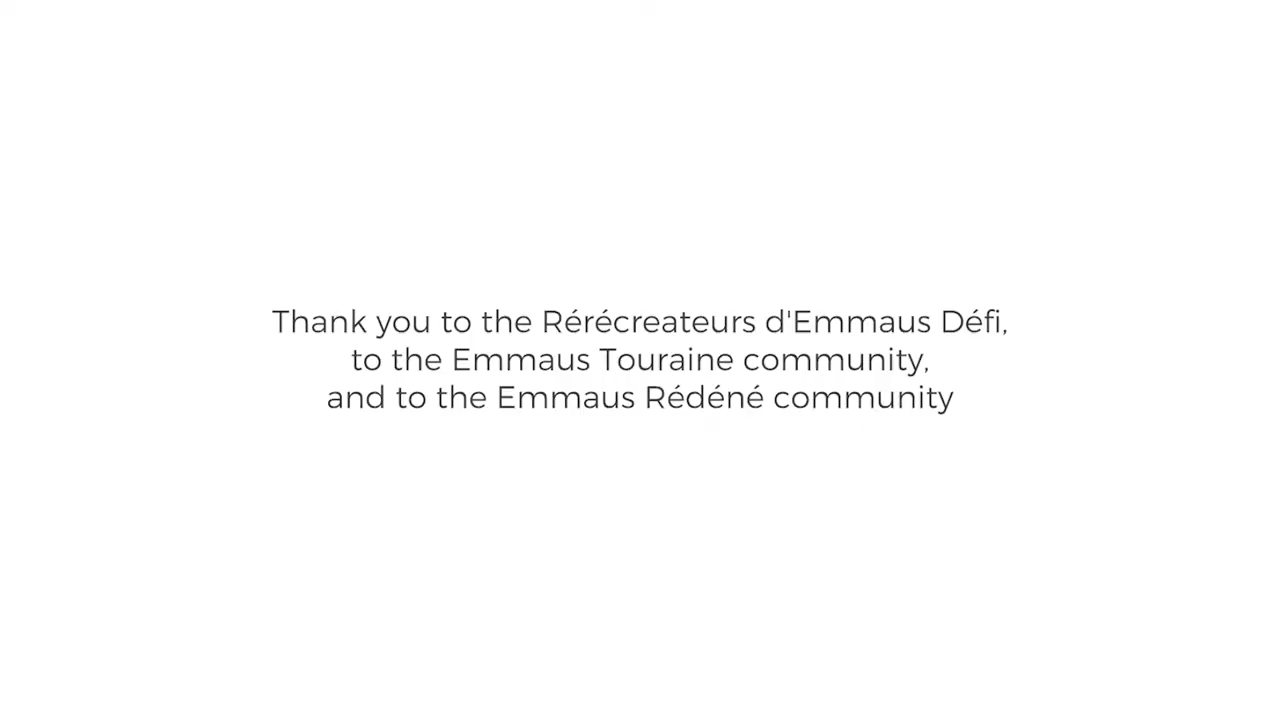 Thank you to the Rérécreateurs d'Emmaus Défi,
to the Emmaus Touraine community,
and to the Emmaus Rédéné community